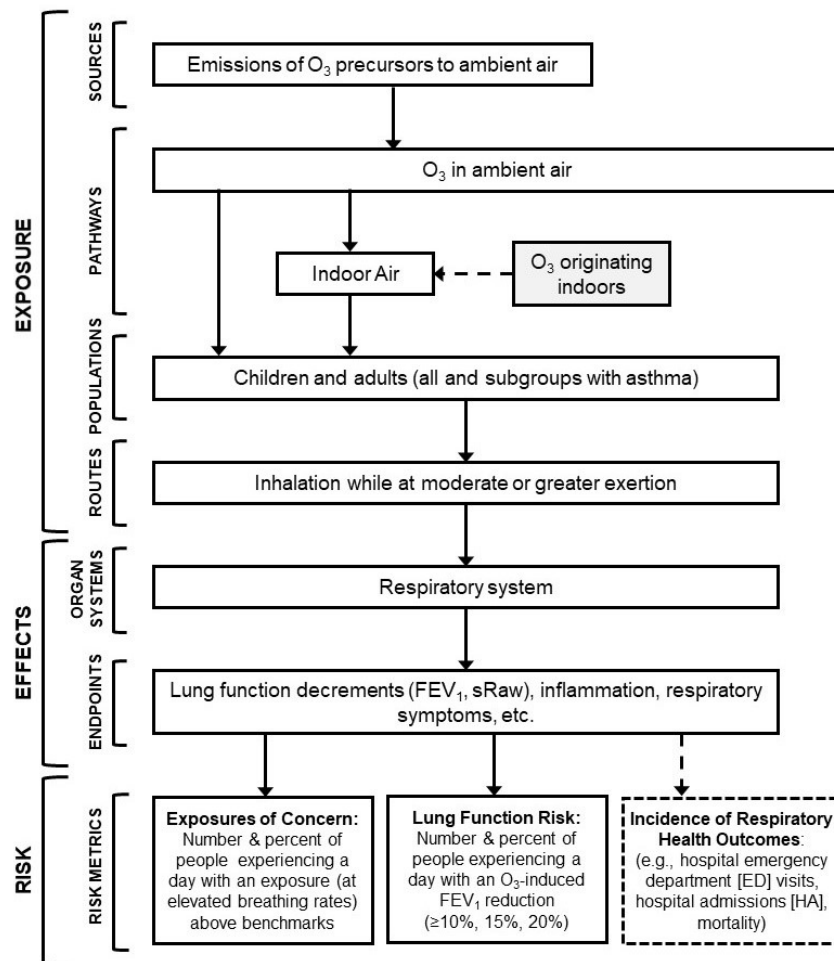 SOURCES
Emissions of O₃ precursors to ambient air
EXPOSURE
PATHWAYS
O₃ in ambient air
Indoor Air
O₃ originating
indoors
POPULATIONS
Children and adults (all and subgroups with asthma)
ROUTES
Inhalation while at moderate or greater exertion
EFFECTS
ORGAN
SYSTEMS
Respiratory system
ENDPOINTS
Lung function decrements (FEV₁, sRaw), inflammation, respiratory
symptoms, etc.
RISK
RISK METRICS
Exposures of Concern:
Number & percent of
people experiencing a
day with an exposure (at
elevated breathing rates)
above benchmarks
Lung Function Risk:
Number & percent of
people experiencing a
day with an O₃-induced
FEV₁ reduction
(≥10%, 15%, 20%)
Incidence of Respiratory
Health Outcomes:
(e.g., hospital emergency
department [ED] visits,
hospital admissions [HA],
mortality)